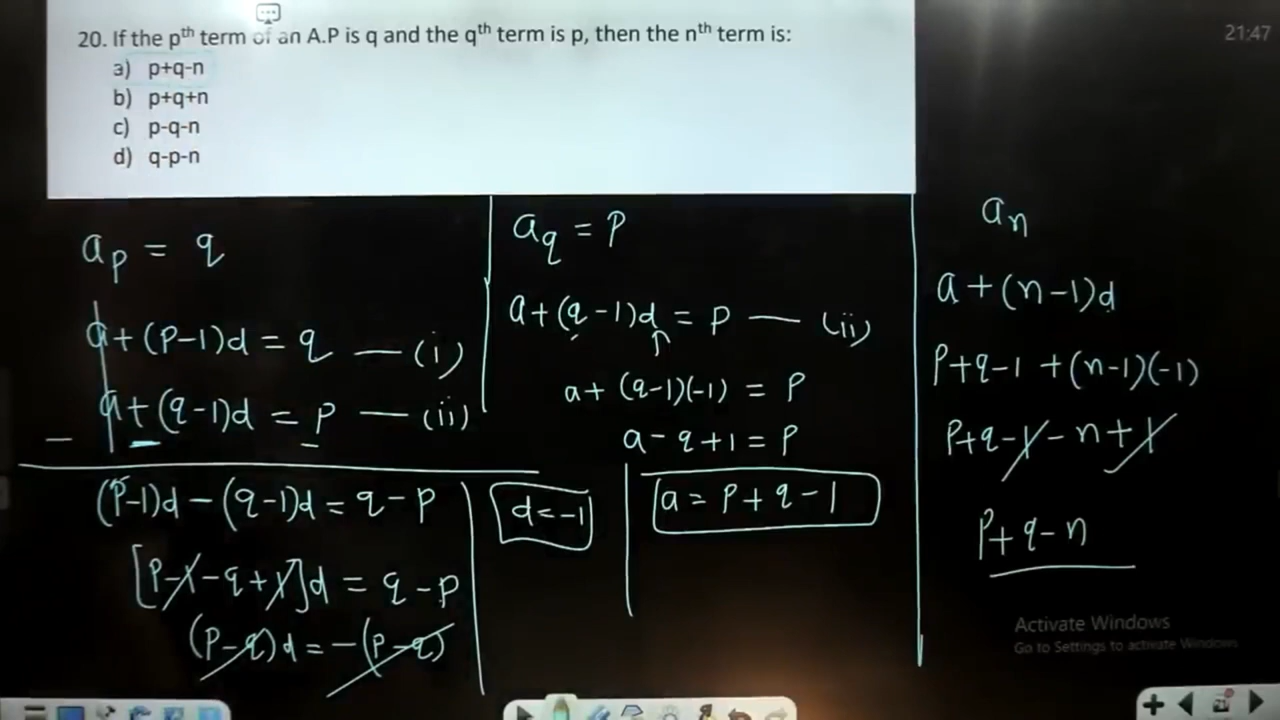 20. If the pth term of an A.P is q and the qth term is p, then the nth term is:
a) p+q-n
b) p+q+n
c) p-q-n
d) q-p-n
21:47
ap = q
a+(p-1)d = q — (i)
a+(q-1)d = p — (ii)
—
(p-1)d - (q-1)d = q - p
[p-1-q+1]d = q-p
(p-q)d = -(p-q)
d=-1
aq = p
a+(q-1)d = p — (ii)
a+(q-1)(-1) = p
a-q+1 = p
a = p+q-1
an
a+(n-1)d
p+q-1+(n-1)(-1)
p+q-1-n+1
p+q-n
Activate Windows
Go to Settings to activate Windows